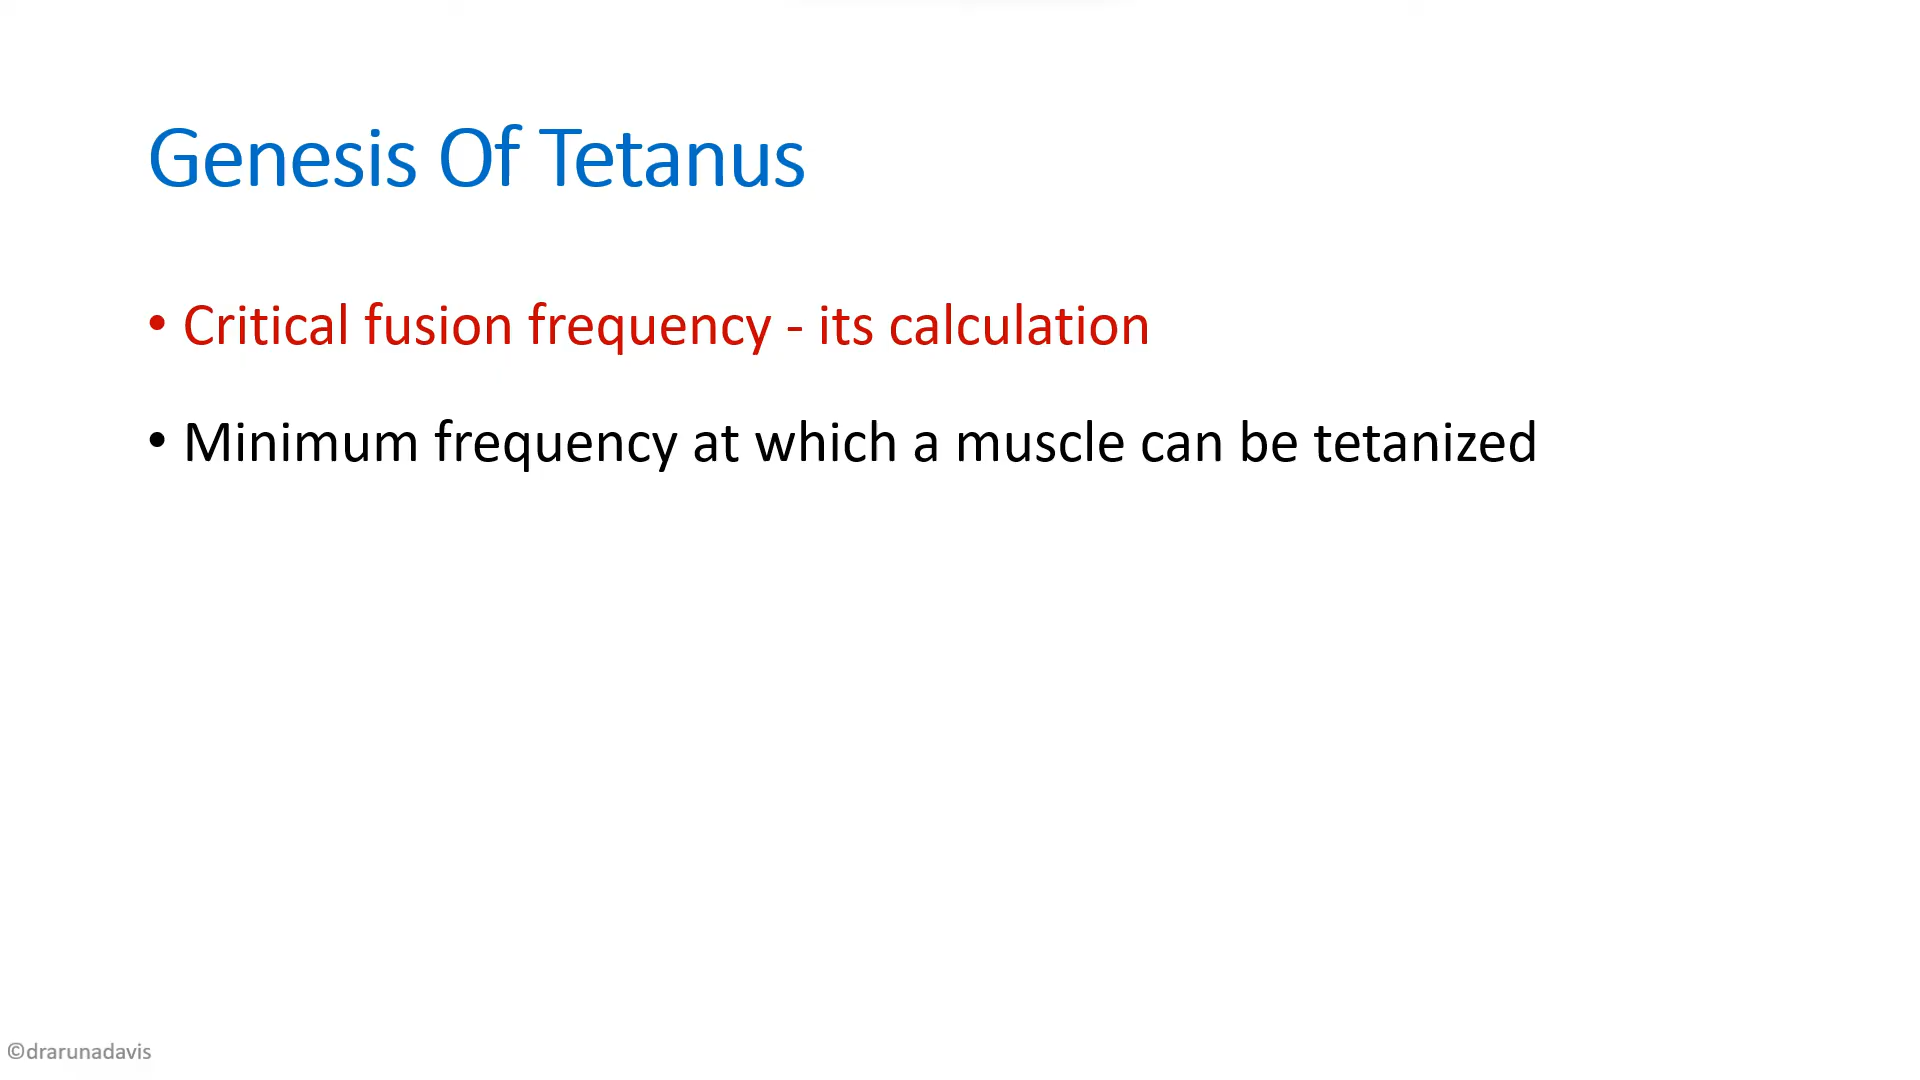 Genesis Of Tetanus
• Critical fusion frequency - its calculation
• Minimum frequency at which a muscle can be tetanized
©drarunadavis